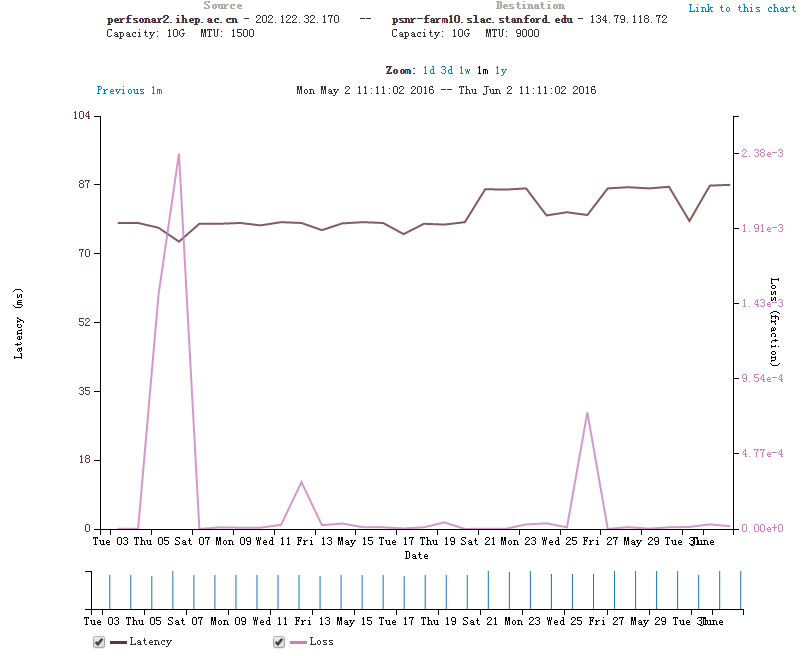 Source Destination Link to this chart
perfsonar2.ihep.ac.cn - 202.122.32.170 -- psnr-farm10.slac.stanford.edu - 134.79.118.72
Capacity: 10G MTU: 1500 Capacity: 10G MTU: 9000
Zoom: 1d 3d 1w 1m 1y
Previous 1m Mon May 2 11:11:02 2016 -- Thu Jun 2 11:11:02 2016
104
2.38e-3
87
1.91e-3
70
1.43e-3
52
9.54e-4
35
4.77e-4
18
0 0.00e+0
Latency (ms)
Loss (fraction)
Tue 03 Thu 05 Sat 07 Mon 09 Wed 11 Fri 13 May 15 Tue 17 Thu 19 Sat 21 Mon 23 Wed 25 Fri 27 May 29 Tue 31 June
Date
Tue 03 Thu 05 Sat 07 Mon 09 Wed 11 Fri 13 May 15 Tue 17 Thu 19 Sat 21 Mon 23 Wed 25 Fri 27 May 29 Tue 31 June
Latency Loss